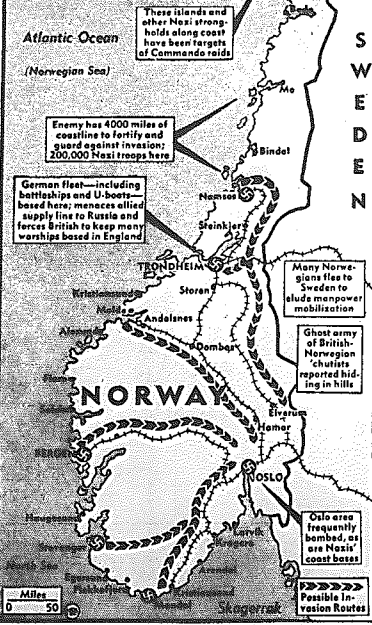 These islands and
other Nazi strong-
holds along coast
have been targets
of Commando raids
Bodo
Atlantic Ocean
(Norwegian Sea)
SWEDEN
Mo
Enemy has 4000 miles of
coastline to fortify and
guard against invasion;
200,000 Nazi troops here
Bindal
German fleet—including
battleships and U-boats—
based here; menaces allied
supply line to Russia and
forces British to keep many
warships based in England
Namsos
Steinkjer
TRONDHEIM
Storen
Many Norwe-
gians flee to
Sweden to
elude manpower
mobilization
Kristiansund
Molde
Andalsnes
Alesund
Dombas
Ghost army
of British-
Norwegian
'chutists
reported hid-
ing in hills
NORWAY
Elverum
Hamar
BERGEN
OSLO
Haugesund
Oslo area
frequently
bombed, as
are Nazis'
coast bases
Larvik
Kragero
Stavanger
Arendal
North Sea
Egersund
Flekkefjord
Kristiansand
Mandal
Skagerrak
Miles
0 50
Possible In-
vasion Routes